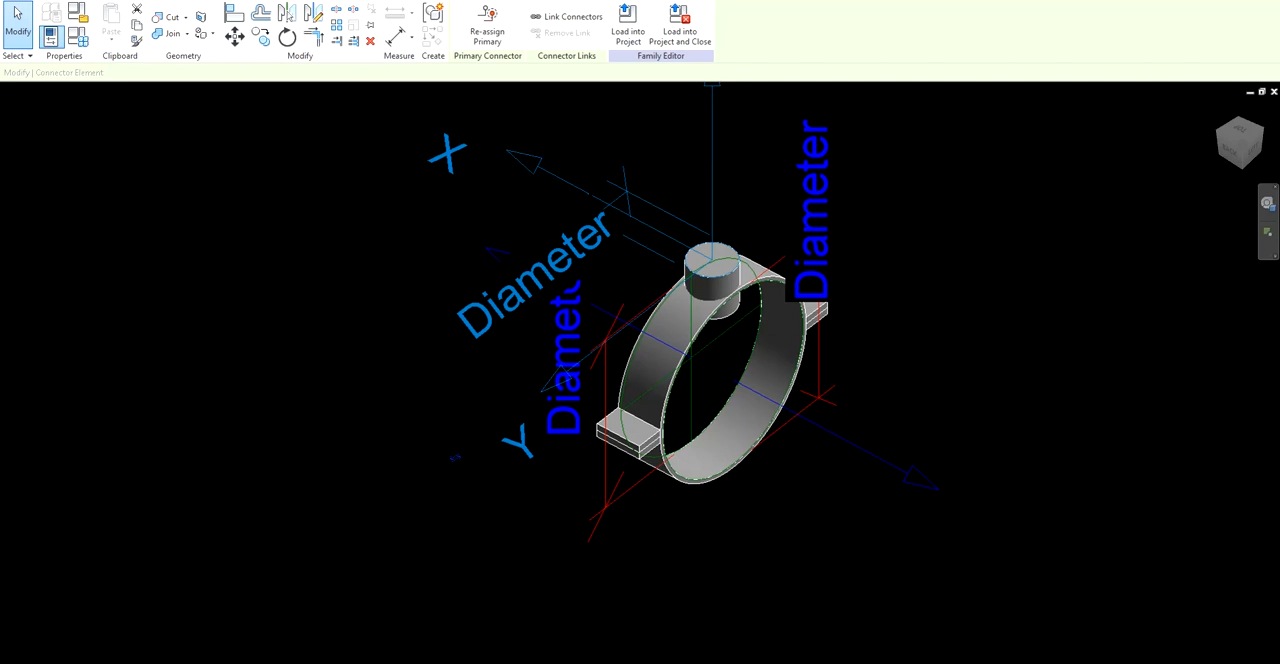 Modify
Select
Properties
Paste
Clipboard
Cut
Join
Geometry
Modify
Measure
Create
Re-assign
Primary
Primary Connector
Link Connectors
Remove Link
Connector Links
Load into
Project
Load into
Project and Close
Family Editor
Modify | Connector Element
X
Diameter
Diameter
Diameter
Y